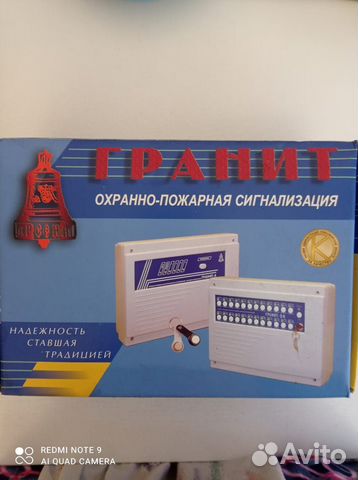 ГРАНИТ
ОХРАННО-ПОЖАРНАЯ СИГНАЛИЗАЦИЯ
НАДЕЖНОСТЬ
СТАВШАЯ
ТРАДИЦИЕЙ
REDMI NOTE 9
AI QUAD CAMERA
Avito